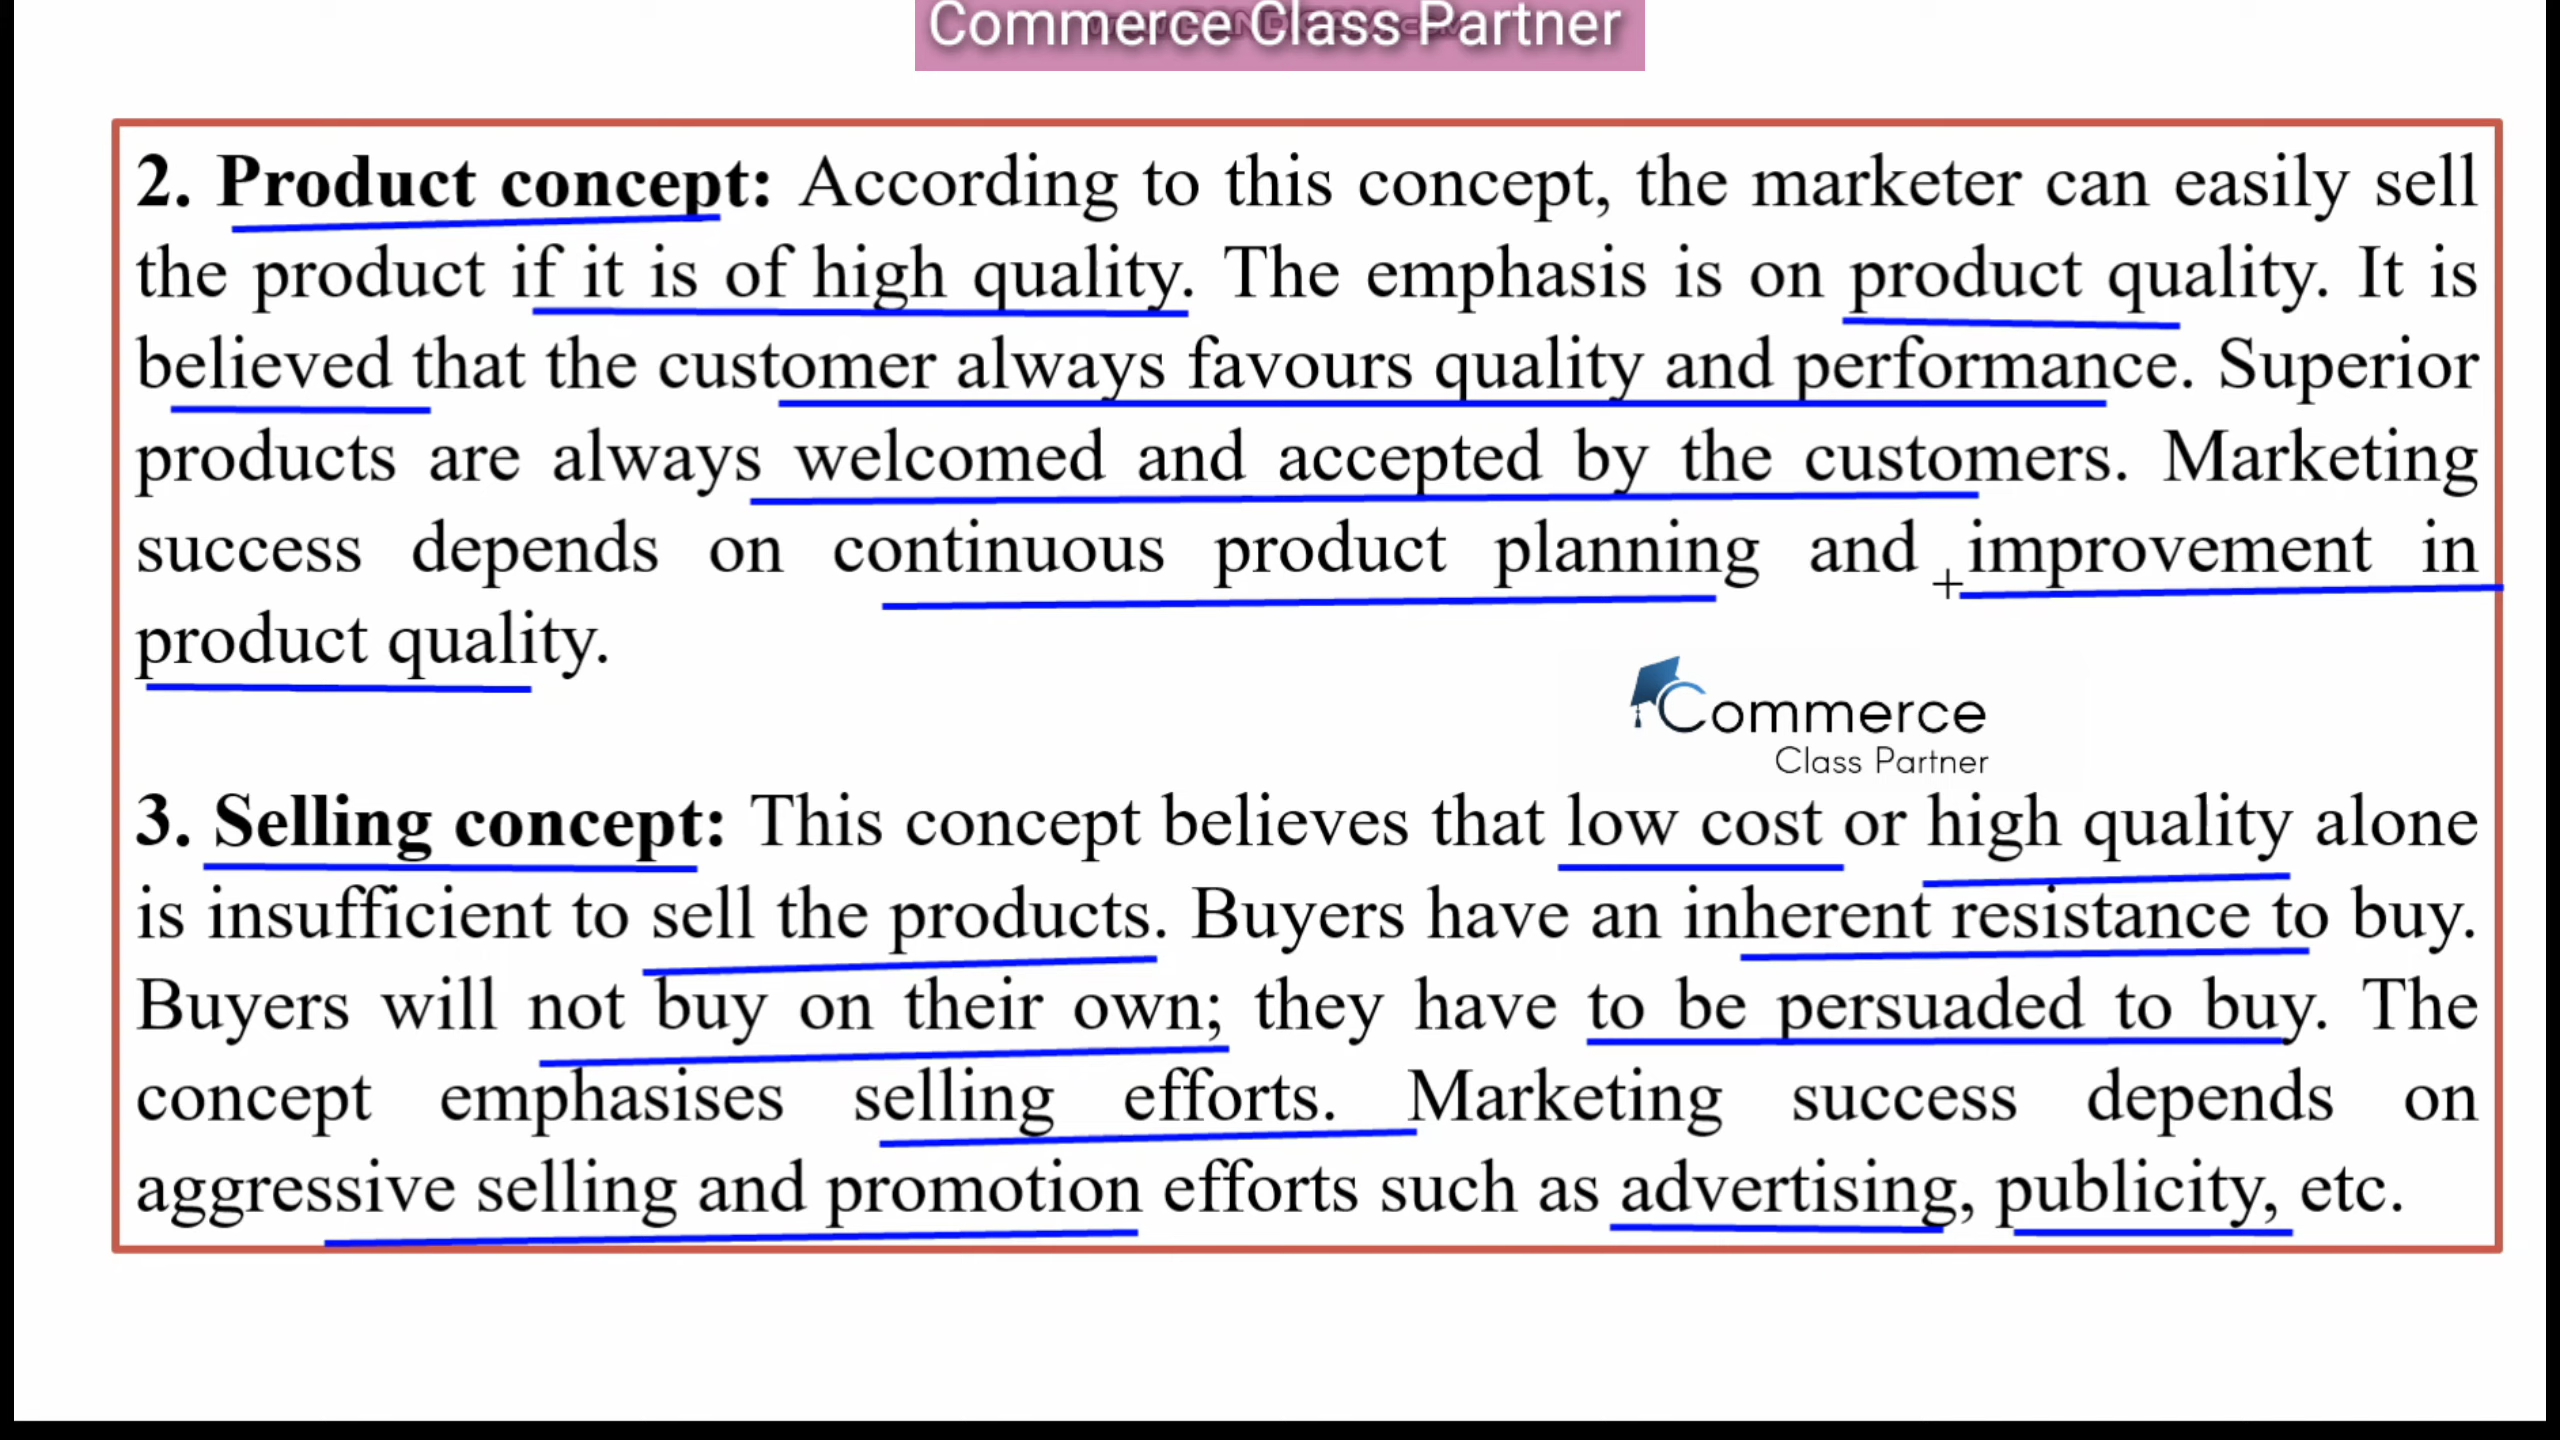 Commerce Class Partner
2. Product concept: According to this concept, the marketer can easily sell
the product if it is of high quality. The emphasis is on product quality. It is
believed that the customer always favours quality and performance. Superior
products are always welcomed and accepted by the customers. Marketing
success depends on continuous product planning and improvement in
product quality.
Commerce
Class Partner
3. Selling concept: This concept believes that low cost or high quality alone
is insufficient to sell the products. Buyers have an inherent resistance to buy.
Buyers will not buy on their own; they have to be persuaded to buy. The
concept emphasises selling efforts. Marketing success depends on
aggressive selling and promotion efforts such as advertising, publicity, etc.